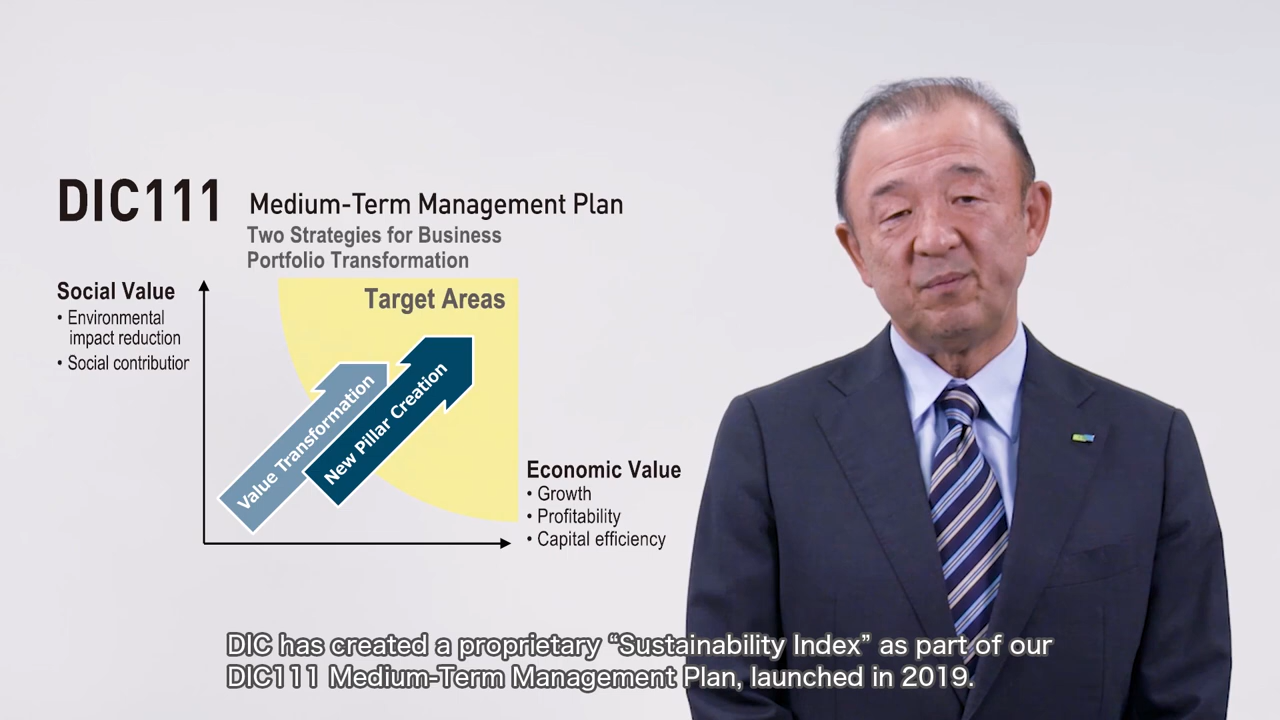 DIC111 Medium-Term Management Plan
Two Strategies for Business
Portfolio Transformation
Social Value
• Environmental
impact reduction
• Social contribution
Target Areas
Value Transformation
New Pillar Creation
Economic Value
• Growth
• Profitability
• Capital efficiency
DIC has created a proprietary “Sustainability Index” as part of our
DIC111 Medium-Term Management Plan, launched in 2019.